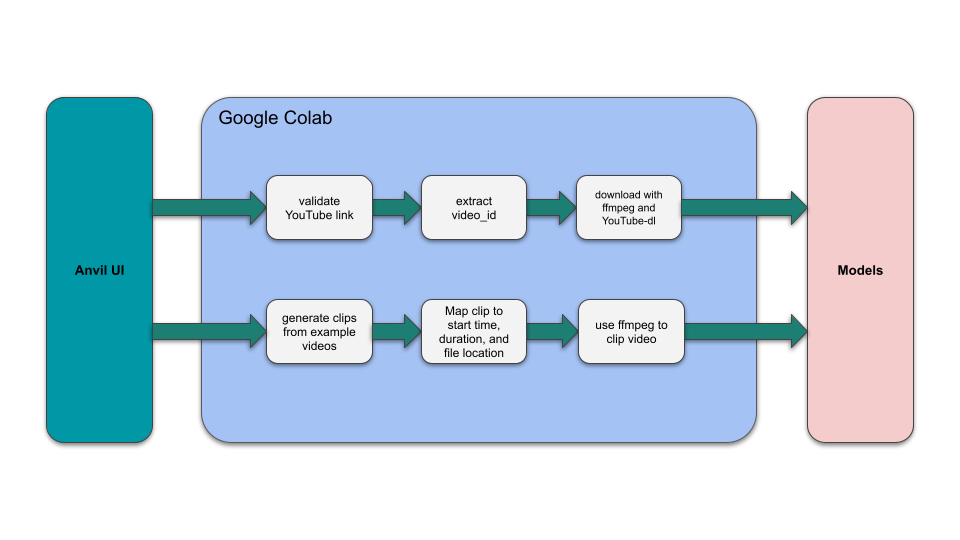 Google Colab
Anvil UI
validate
YouTube link
extract
video_id
download with
ffmpeg and
YouTube-dl
generate clips
from example
videos
Map clip to
start time,
duration, and
file location
use ffmpeg to
clip video
Models